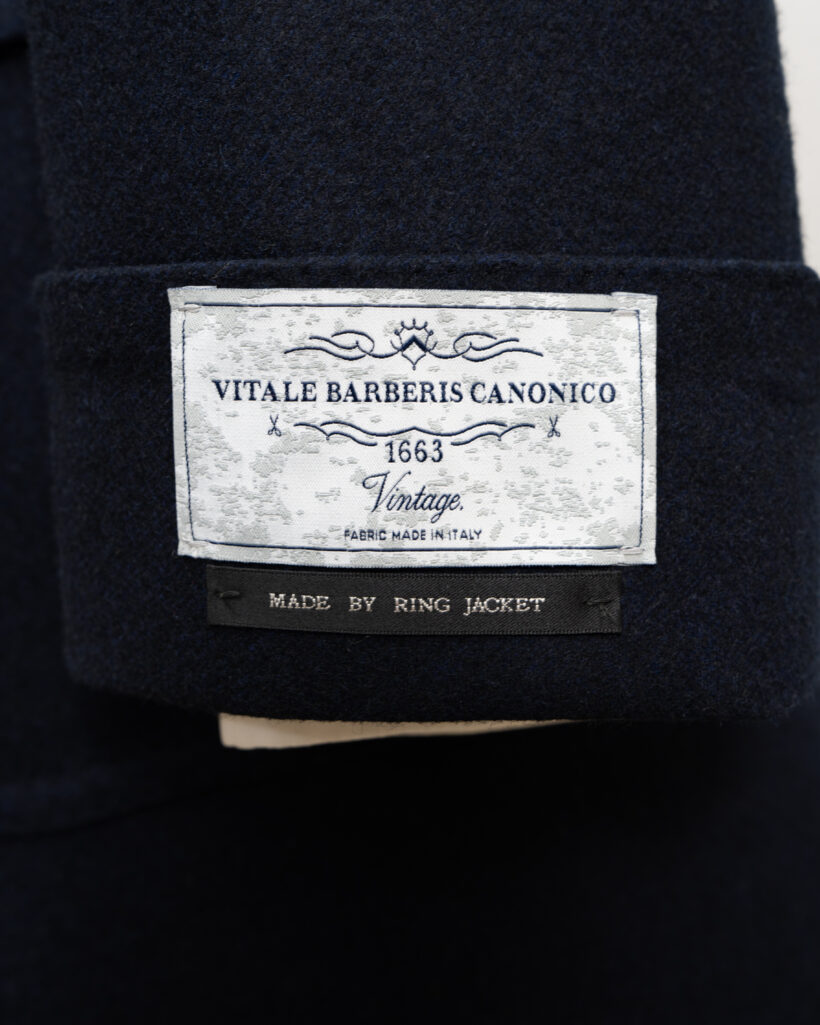 VITALE BARBERIS CANONICO
1663
Vintage.
FABRIC MADE IN ITALY
MADE BY RING JACKET